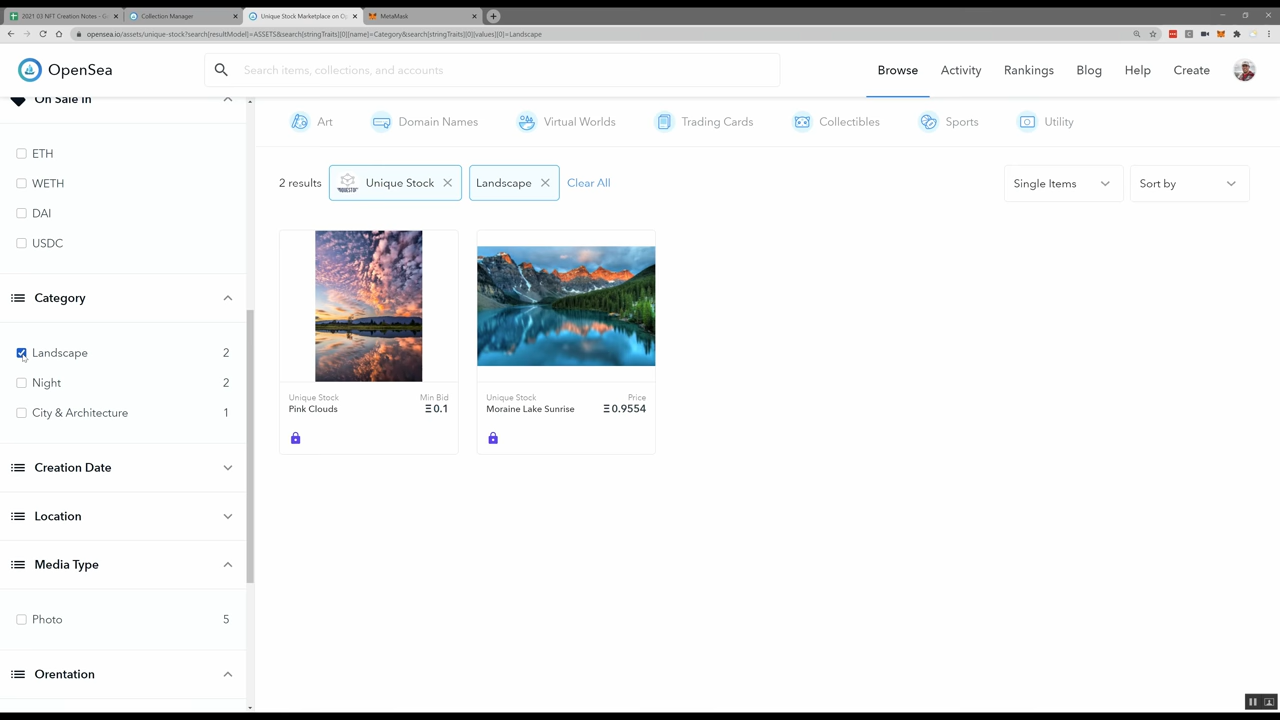 2021 03 NFT Creation Notes - G
Collection Manager
Unique Stock Marketplace on O
MetaMask
opensea.io/assets/unique-stock?search[resultModel]=ASSETS&search[stringTraits][0][name]=Category&search[stringTraits][0][values][0]=Landscape
OpenSea
Search items, collections, and accounts
Browse
Activity
Rankings
Blog
Help
Create
On Sale In
Art
Domain Names
Virtual Worlds
Trading Cards
Collectibles
Sports
Utility
ETH
WETH
DAI
USDC
2 results
Unique Stock
Landscape
Clear All
Single Items
Sort by
Category
Landscape 2
Night 2
City & Architecture 1
Unique Stock Min Bid
Pink Clouds 0.1
Unique Stock Price
Moraine Lake Sunrise 0.9554
Creation Date
Location
Media Type
Photo 5
Orentation